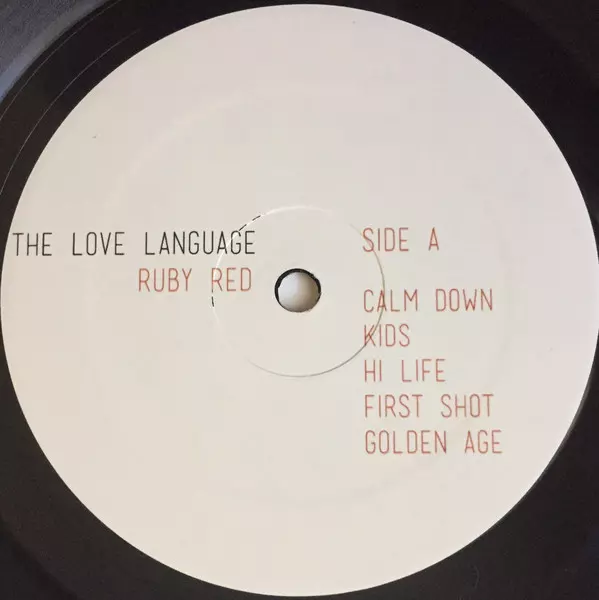 THE LOVE LANGUAGE
RUBY RED
SIDE A
CALM DOWN
KIDS
HI LIFE
FIRST SHOT
GOLDEN AGE